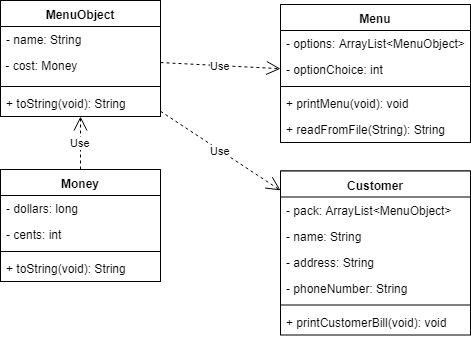 MenuObject
- name: String
- cost: Money
+ toString(void): String
Menu
- options: ArrayList<MenuObject>
- optionChoice: int
+ printMenu(void): void
+ readFromFile(String): String
Use
Use
Use
Money
- dollars: long
- cents: int
+ toString(void): String
Customer
- pack: ArrayList<MenuObject>
- name: String
- address: String
- phoneNumber: String
+ printCustomerBill(void): void